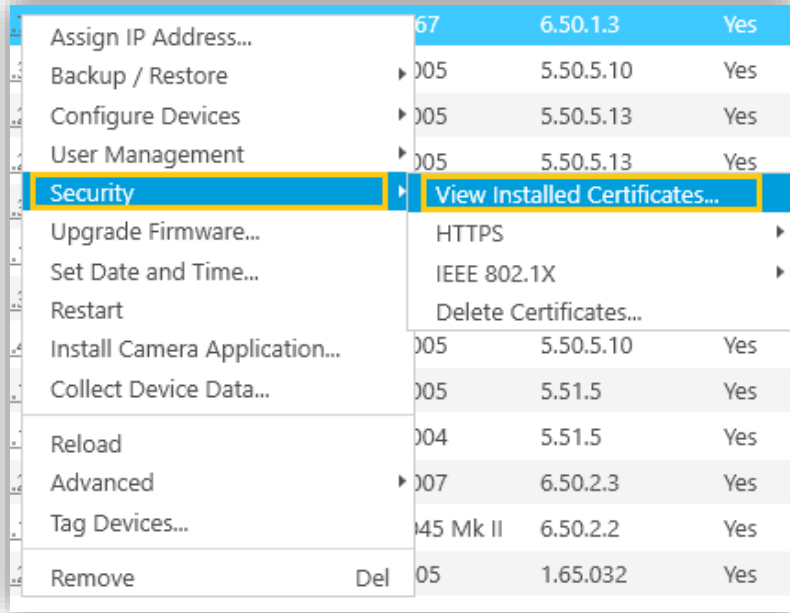 Assign IP Address... 67 6.50.1.3 Yes
Backup / Restore 005 5.50.5.10 Yes
Configure Devices 005 5.50.5.13 Yes
User Management 005 5.50.5.13 Yes
Security View Installed Certificates...
Upgrade Firmware... HTTPS
Set Date and Time... IEEE 802.1X
Restart Delete Certificates...
Install Camera Application... 005 5.50.5.10 Yes
Collect Device Data... 005 5.51.5 Yes
Reload 004 5.51.5 Yes
Advanced 007 6.50.2.3 Yes
Tag Devices... 045 Mk II 6.50.2.2 Yes
Remove Del 05 1.65.032 Yes